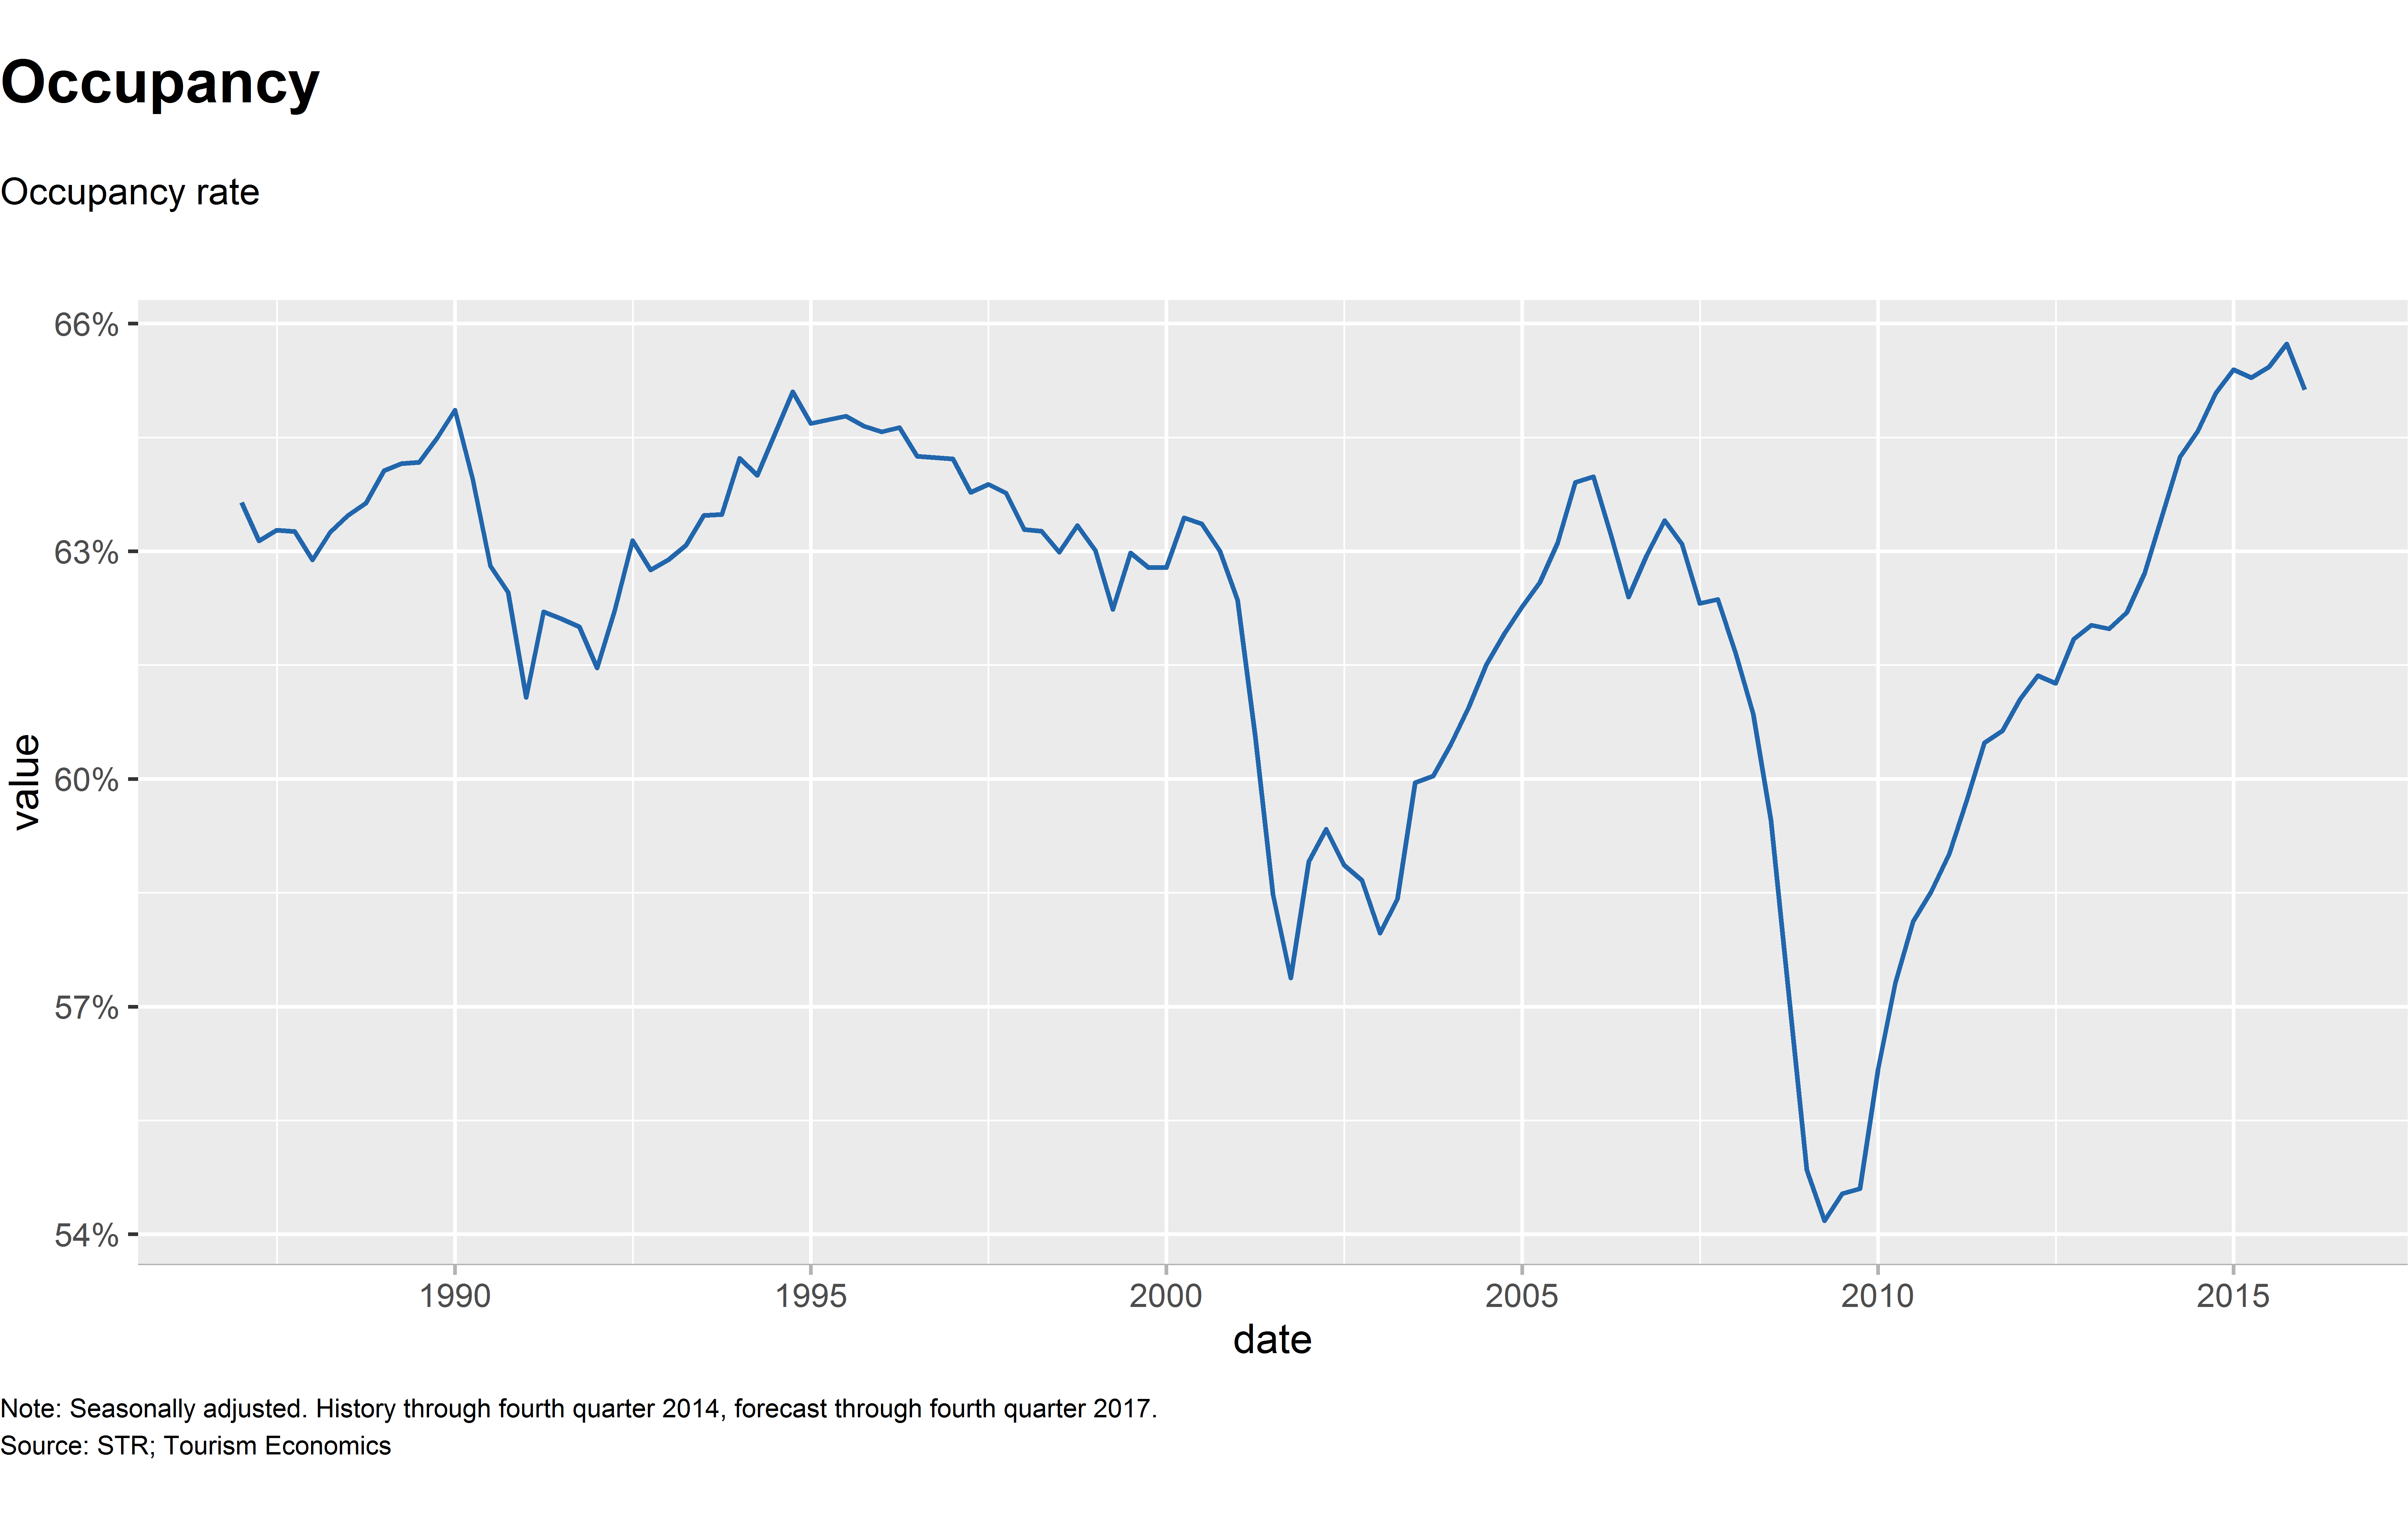 Occupancy
Occupancy rate
66%
63%
60%
57%
54%
value
1990 1995 2000 2005 2010 2015
date
Note: Seasonally adjusted. History through fourth quarter 2014, forecast through fourth quarter 2017.
Source: STR; Tourism Economics